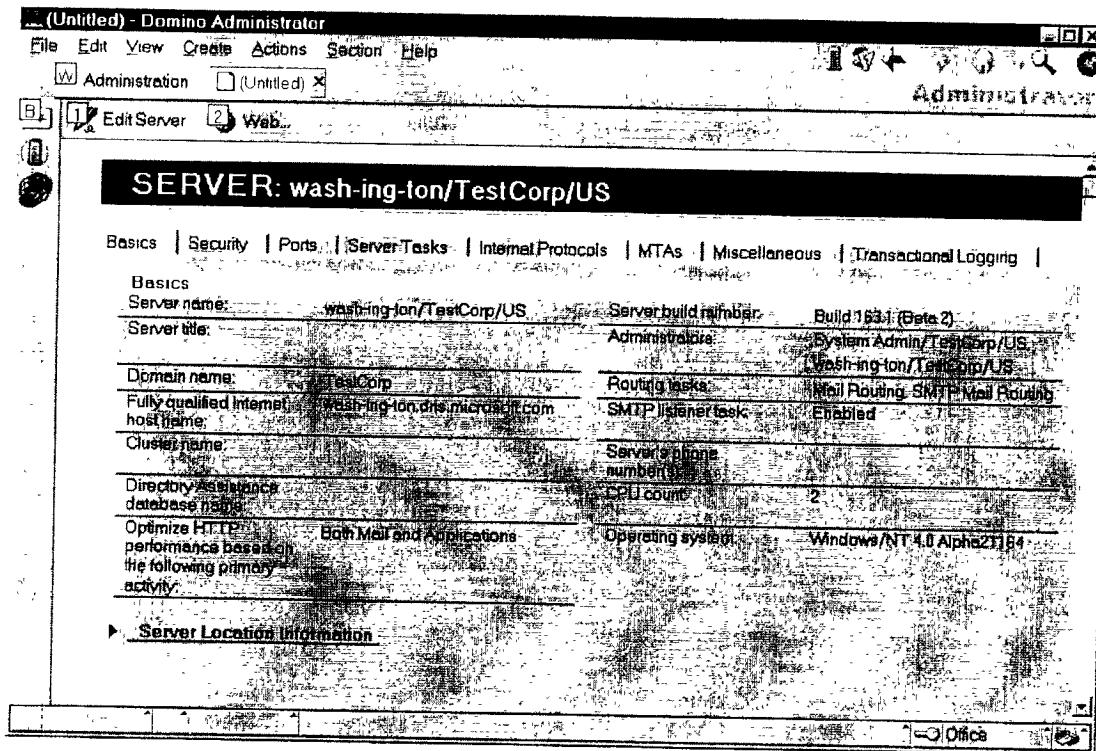 (Untitled) - Domino Administrator
File Edit View Create Actions Section Help
Administration (Untitled)
Administrator
Edit Server Web...
SERVER: wash-ing-ton/TestCorp/US
Basics | Security | Ports | Server Tasks | Internet Protocols | MTAs | Miscellaneous | Transactional Logging |
Basics
Server name: wash-ing-ton/TestCorp/US Server build number: Build 163.1 (Beta 2)
Server title: Administrators: System Admin/TestCorp/US
wash-ing-ton/TestCorp/US
Domain name: TestCorp Routing tasks: Mail Routing, SMTP Mail Routing
Fully qualified Internet wash-ing-ton.dns.microsoft.com SMTP listener task: Enabled
host name:
Cluster name: Server's phone
number(s):
Directory Assistance CPU count: 2
database name:
Optimize HTTP Both Mail and Applications Operating system: Windows/NT 4.0 Alpha21164
performance based on
the following primary
activity:
Server Location Information
Office